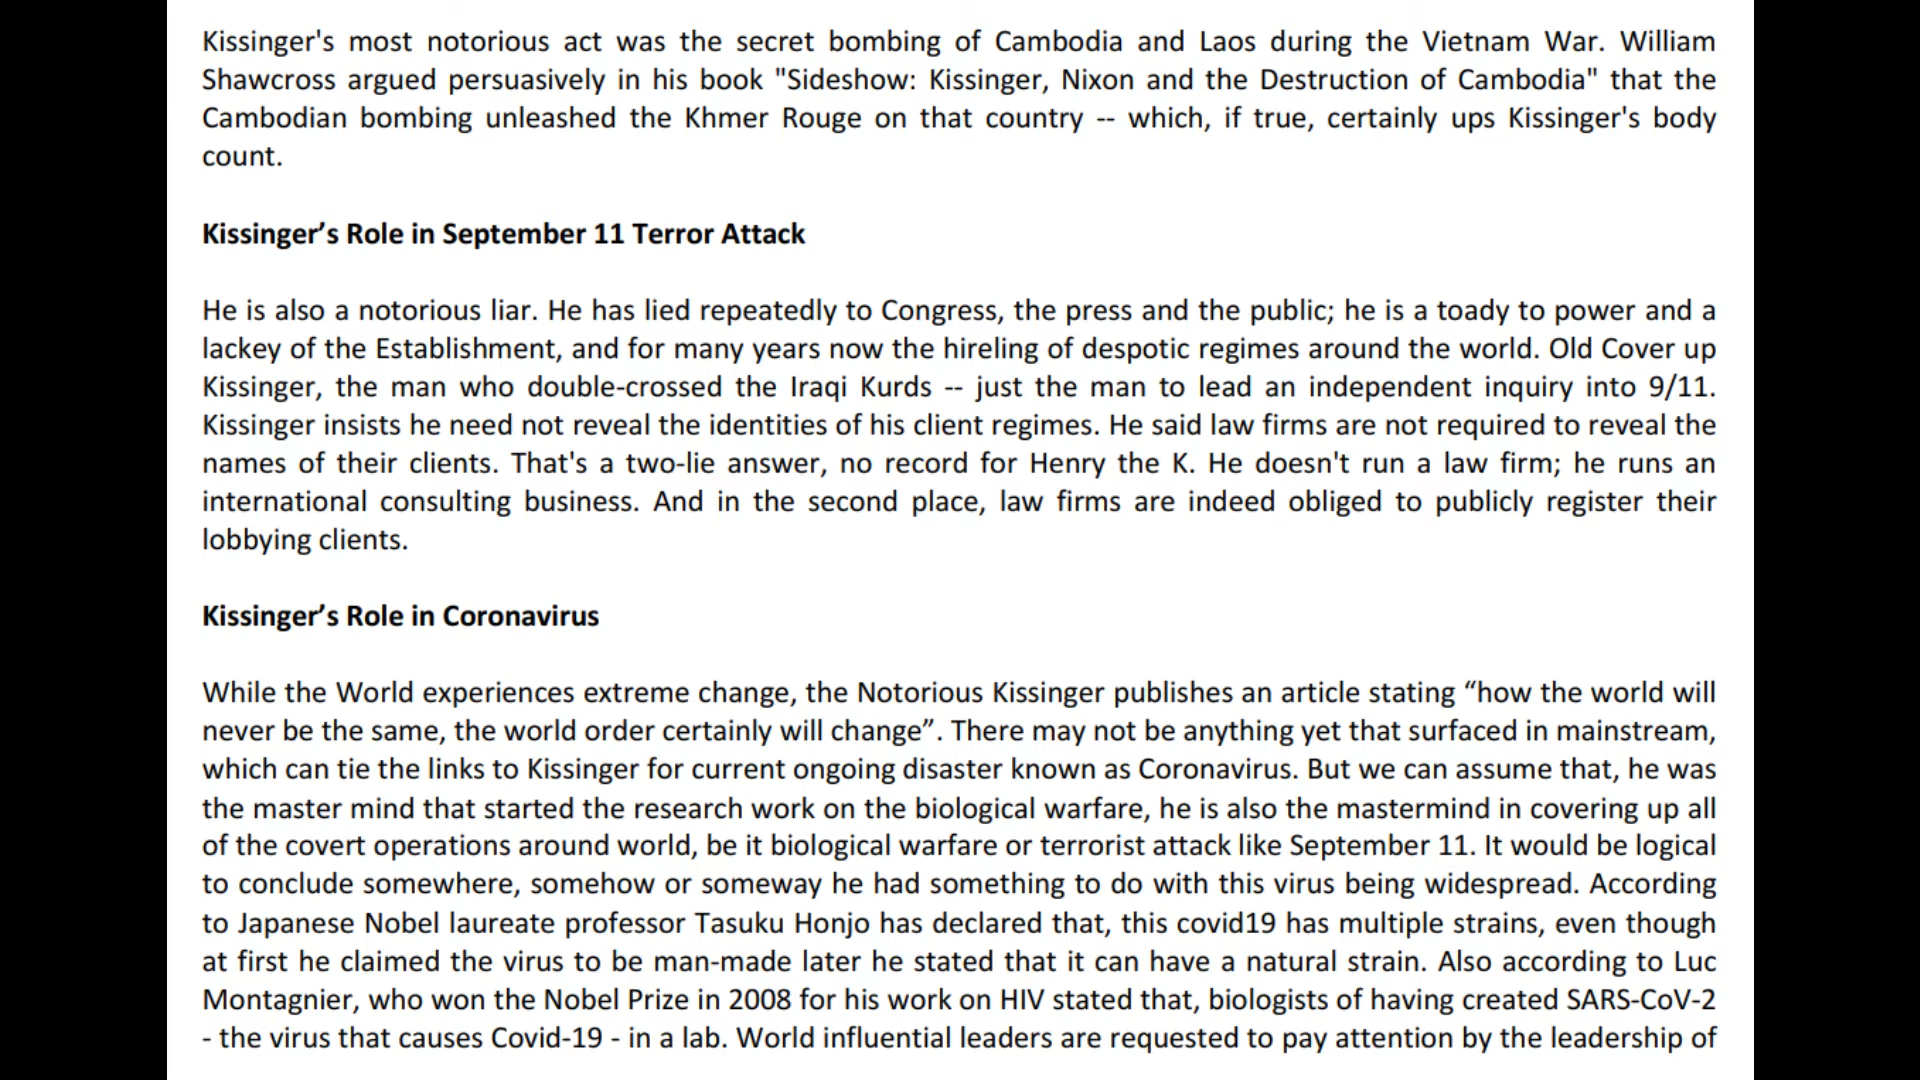 Kissinger's most notorious act was the secret bombing of Cambodia and Laos during the Vietnam War. William
Shawcross argued persuasively in his book "Sideshow: Kissinger, Nixon and the Destruction of Cambodia" that the
Cambodian bombing unleashed the Khmer Rouge on that country -- which, if true, certainly ups Kissinger's body
count.
Kissinger’s Role in September 11 Terror Attack
He is also a notorious liar. He has lied repeatedly to Congress, the press and the public; he is a toady to power and a
lackey of the Establishment, and for many years now the hireling of despotic regimes around the world. Old Cover up
Kissinger, the man who double-crossed the Iraqi Kurds -- just the man to lead an independent inquiry into 9/11.
Kissinger insists he need not reveal the identities of his client regimes. He said law firms are not required to reveal the
names of their clients. That's a two-lie answer, no record for Henry the K. He doesn't run a law firm; he runs an
international consulting business. And in the second place, law firms are indeed obliged to publicly register their
lobbying clients.
Kissinger’s Role in Coronavirus
While the World experiences extreme change, the Notorious Kissinger publishes an article stating “how the world will
never be the same, the world order certainly will change”. There may not be anything yet that surfaced in mainstream,
which can tie the links to Kissinger for current ongoing disaster known as Coronavirus. But we can assume that, he was
the master mind that started the research work on the biological warfare, he is also the mastermind in covering up all
of the covert operations around world, be it biological warfare or terrorist attack like September 11. It would be logical
to conclude somewhere, somehow or someway he had something to do with this virus being widespread. According
to Japanese Nobel laureate professor Tasuku Honjo has declared that, this covid19 has multiple strains, even though
at first he claimed the virus to be man-made later he stated that it can have a natural strain. Also according to Luc
Montagnier, who won the Nobel Prize in 2008 for his work on HIV stated that, biologists of having created SARS-CoV-2
- the virus that causes Covid-19 - in a lab. World influential leaders are requested to pay attention by the leadership of